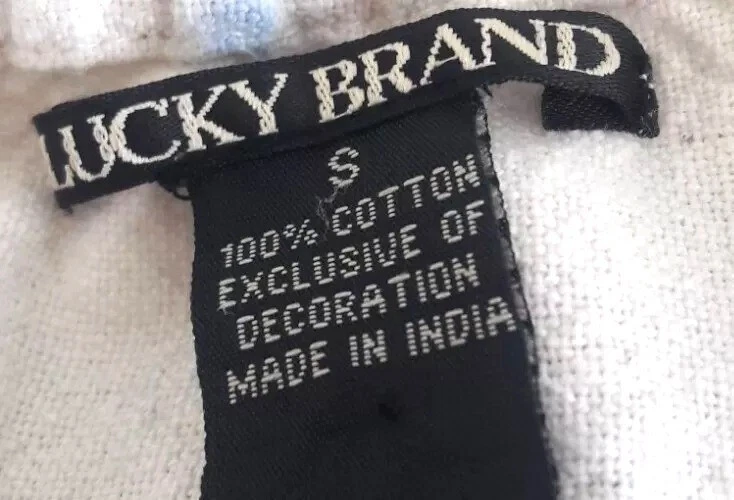 LUCKY BRAND
S
100% COTTON
EXCLUSIVE OF
DECORATION
MADE IN INDIA